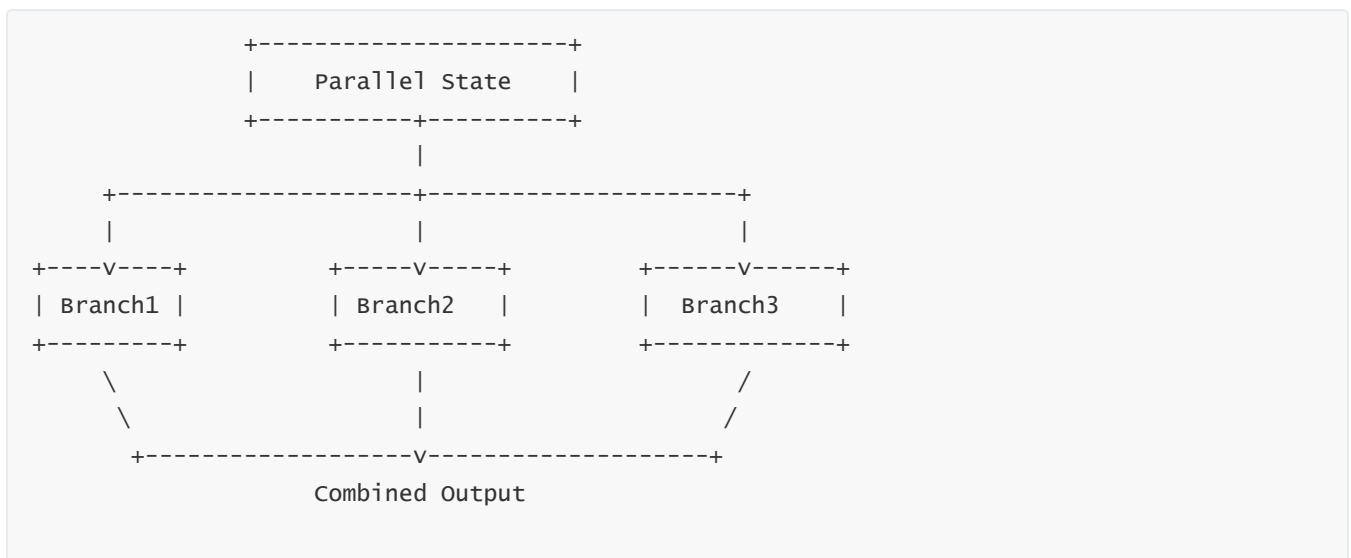 +----------------------+
|    Parallel State    |
+-----------+----------+
|
+---------------------+----------------------+
|                     |                      |
+----v----+          +-----v-----+         +------v------+
| Branch1 |          | Branch2   |         |  Branch3    |
+---------+          +-----------+         +-------------+
\                     |                      /
\                    |                     /
+-------------------v--------------------+
Combined Output